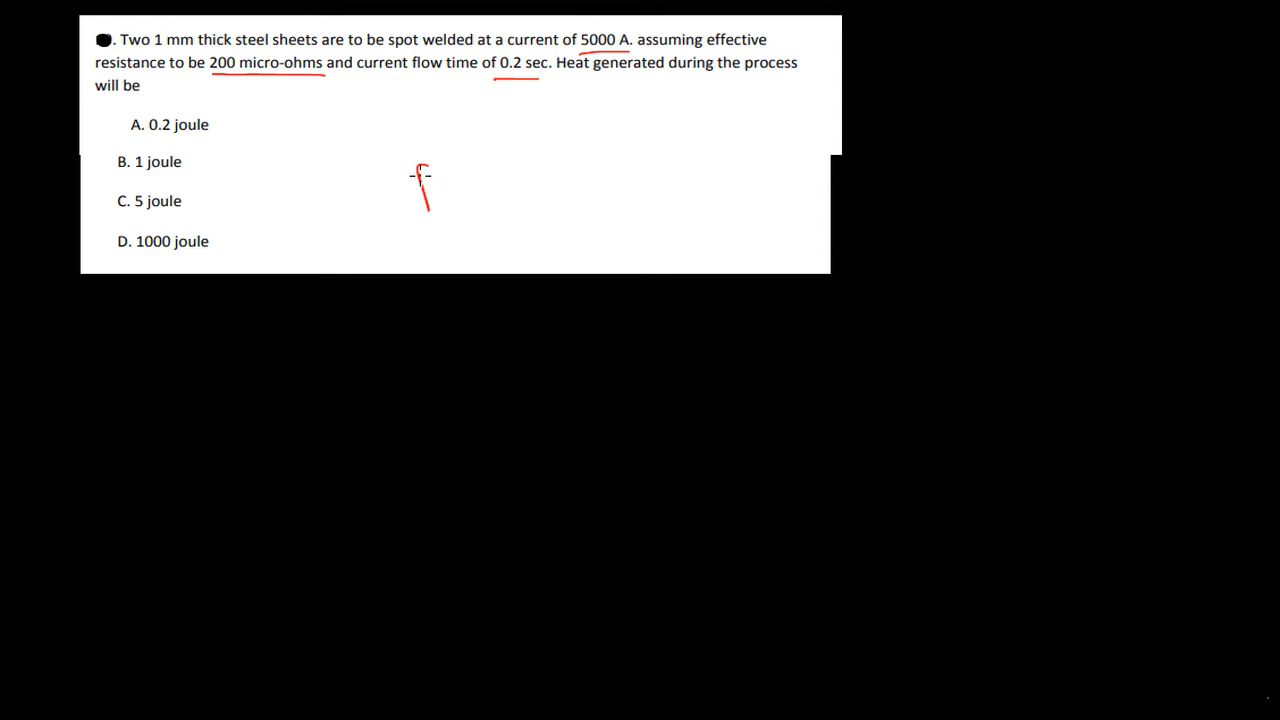 . Two 1 mm thick steel sheets are to be spot welded at a current of 5000 A. assuming effective
resistance to be 200 micro-ohms and current flow time of 0.2 sec. Heat generated during the process
will be
A. 0.2 joule
B. 1 joule
C. 5 joule
D. 1000 joule